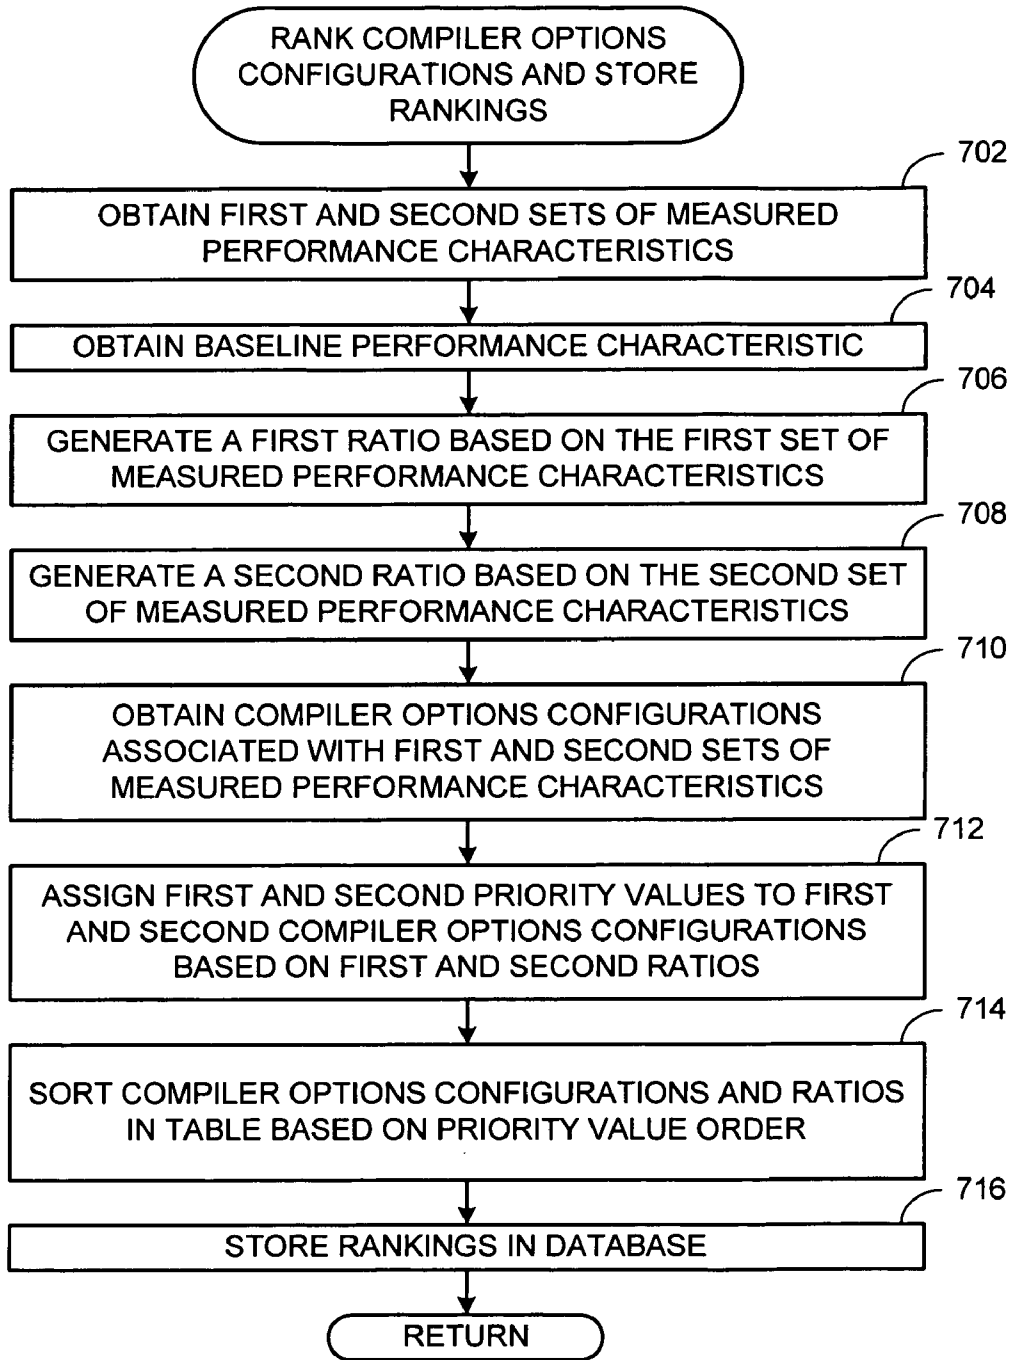 RANK COMPILER OPTIONS
CONFIGURATIONS AND STORE
RANKINGS
702
OBTAIN FIRST AND SECOND SETS OF MEASURED
PERFORMANCE CHARACTERISTICS
704
OBTAIN BASELINE PERFORMANCE CHARACTERISTIC
706
GENERATE A FIRST RATIO BASED ON THE FIRST SET OF
MEASURED PERFORMANCE CHARACTERISTICS
708
GENERATE A SECOND RATIO BASED ON THE SECOND SET
OF MEASURED PERFORMANCE CHARACTERISTICS
710
OBTAIN COMPILER OPTIONS CONFIGURATIONS
ASSOCIATED WITH FIRST AND SECOND SETS OF
MEASURED PERFORMANCE CHARACTERISTICS
712
ASSIGN FIRST AND SECOND PRIORITY VALUES TO FIRST
AND SECOND COMPILER OPTIONS CONFIGURATIONS
BASED ON FIRST AND SECOND RATIOS
714
SORT COMPILER OPTIONS CONFIGURATIONS AND RATIOS
IN TABLE BASED ON PRIORITY VALUE ORDER
716
STORE RANKINGS IN DATABASE
RETURN